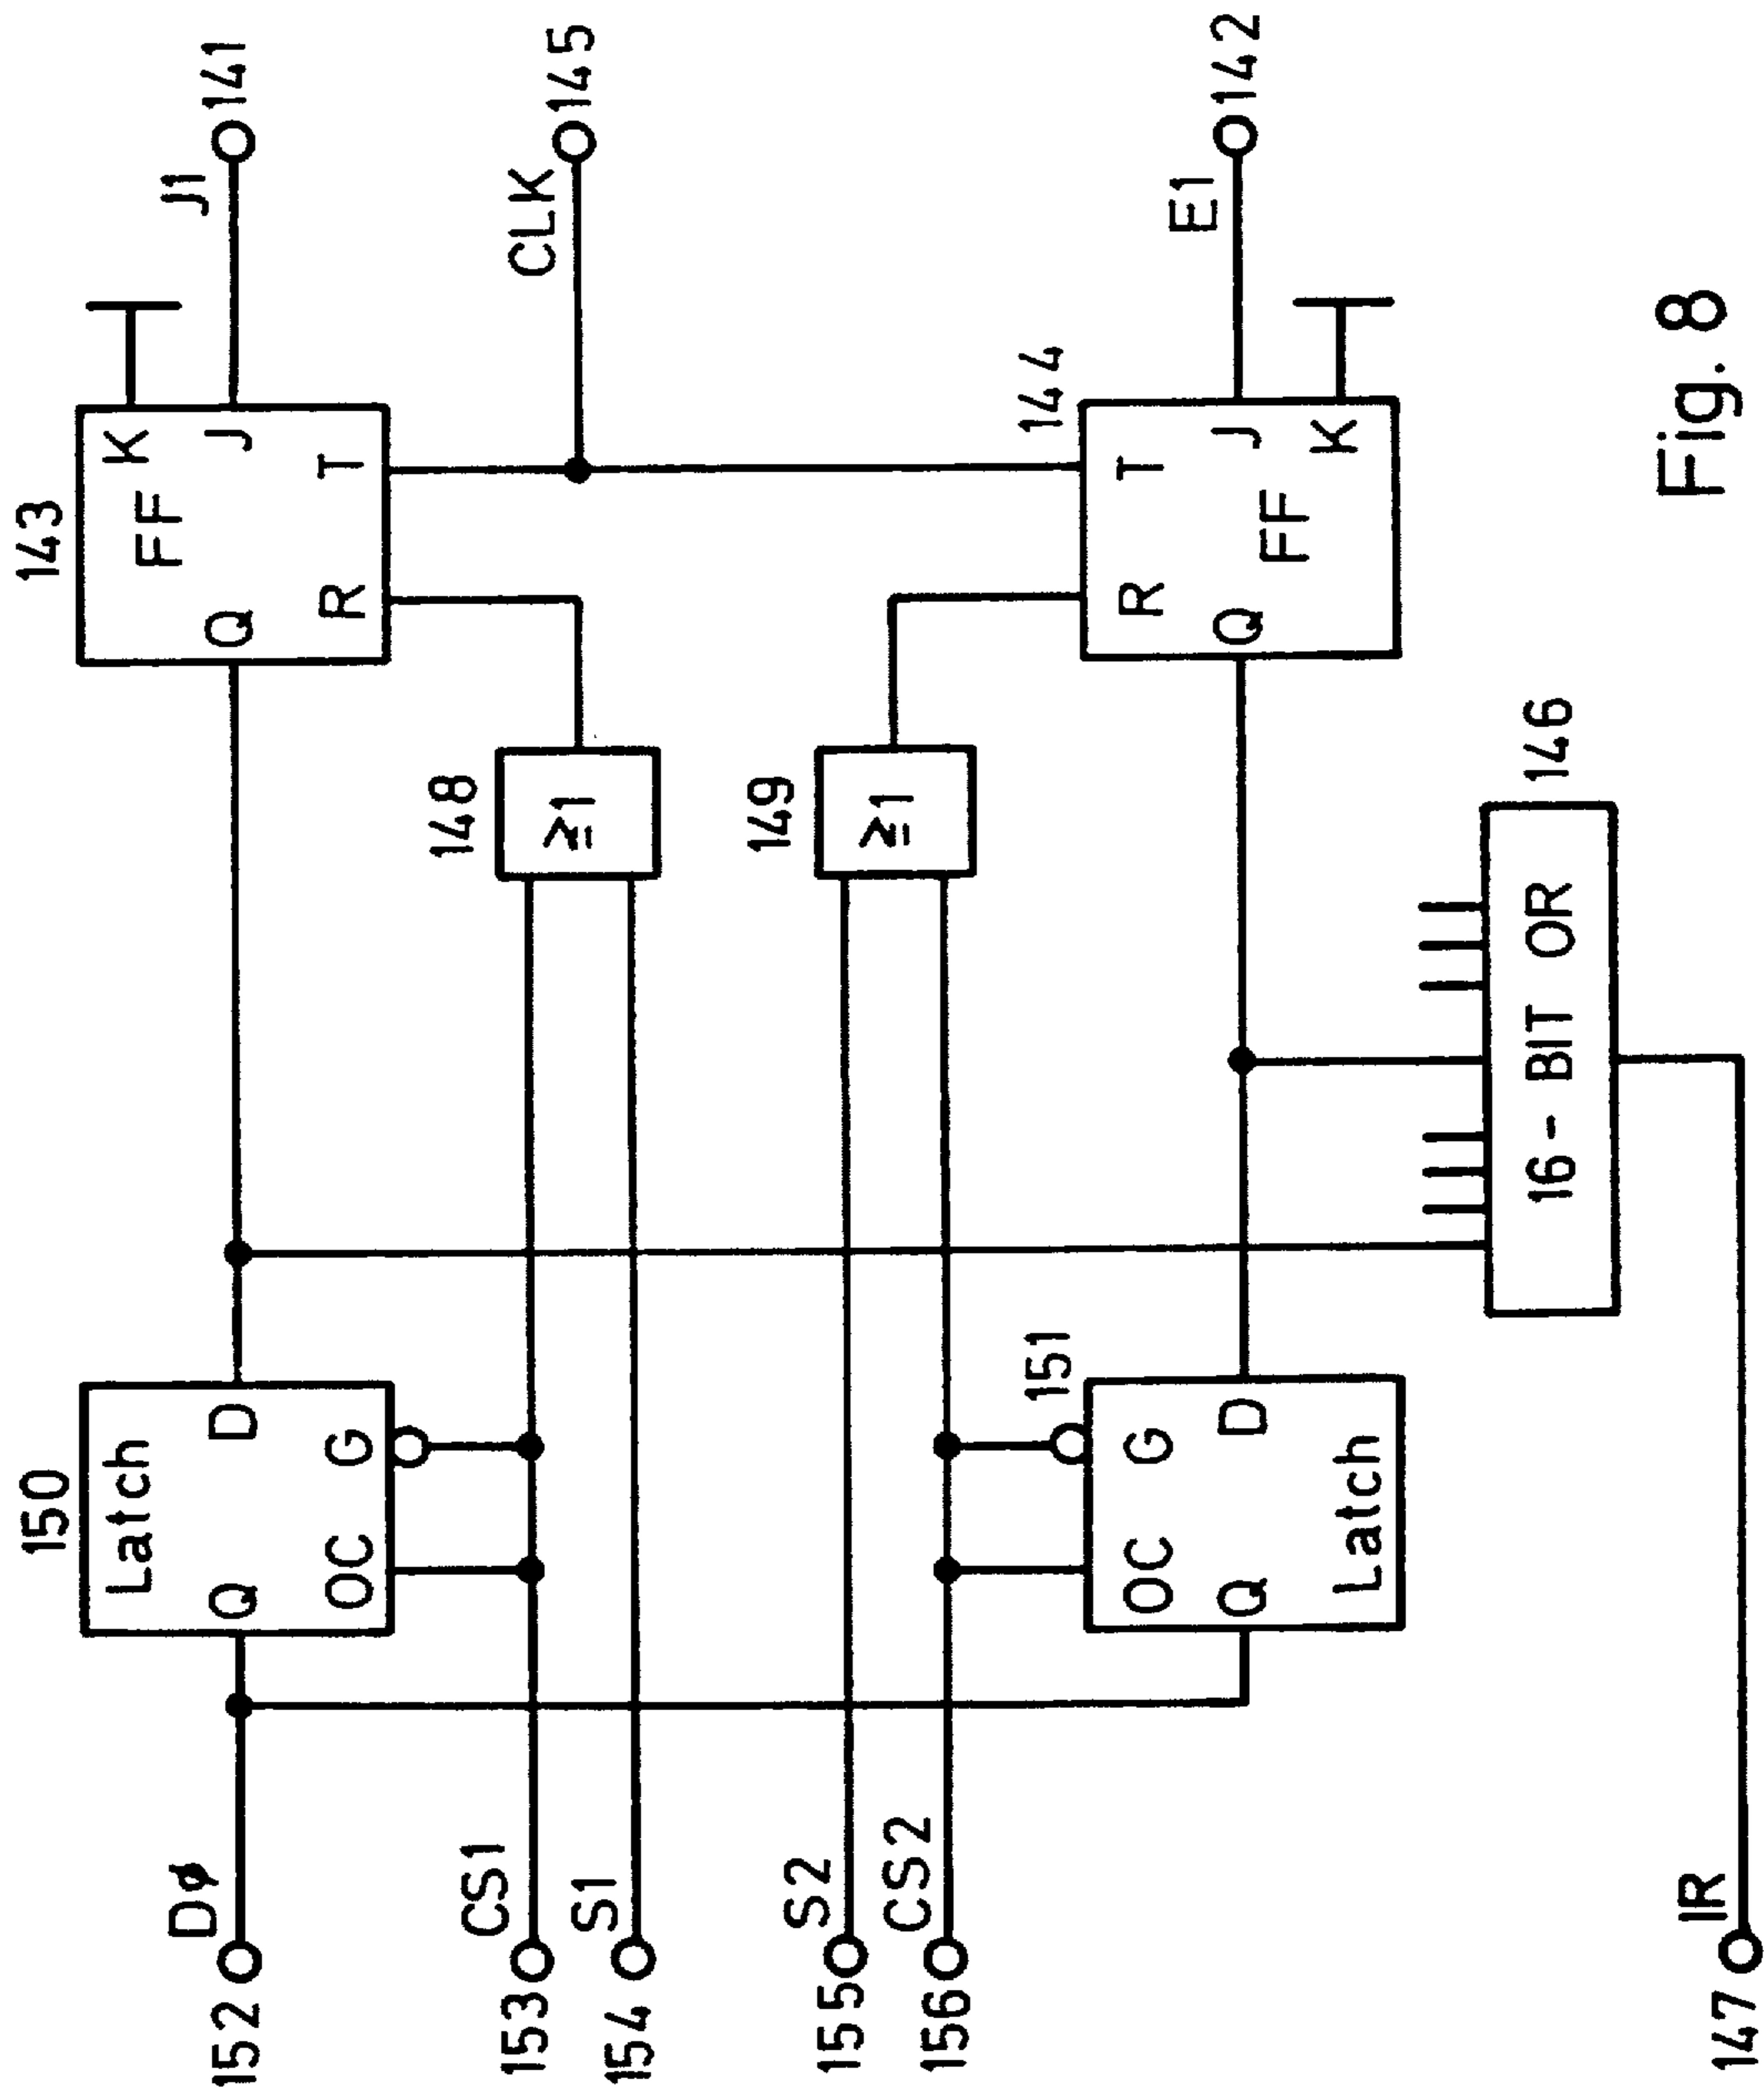 152
Dϕ
150
Latch
Q
D
OC
G
143
FF
Q
K
J
R
T
J1
141
153
CS1
154
S1
148
≥1
CLK
145
155
S2
156
CS2
149
≥1
151
OC
G
Q
D
Latch
144
R
T
Q
J
FF
K
E1
142
146
16 - BIT OR
147
IR
Fig. 8